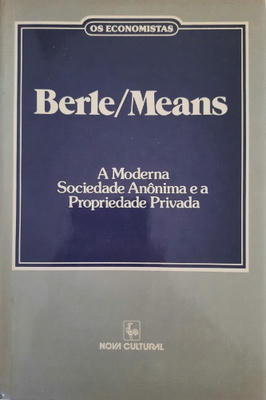 OS ECONOMISTAS
Berle/Means
A Moderna
Sociedade Anônima e a
Propriedade Privada
NOVA CULTURAL